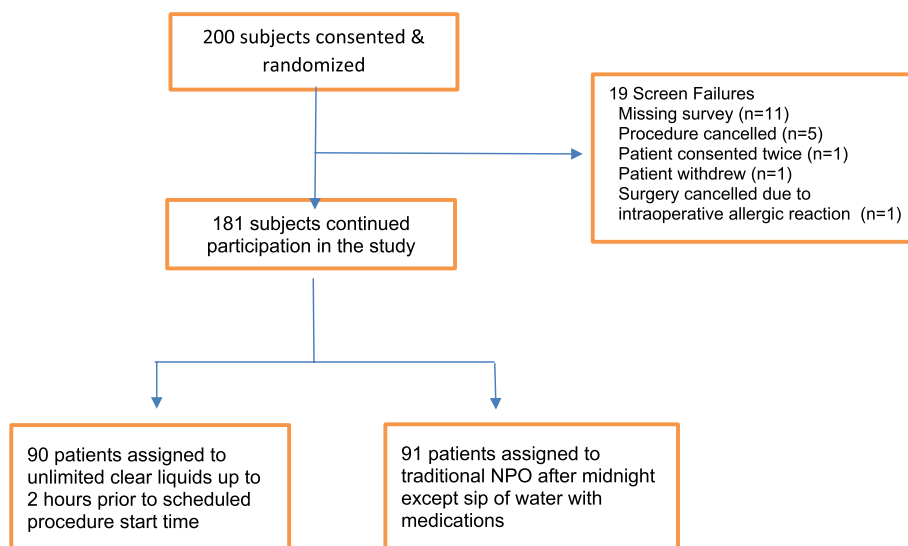 200 subjects consented &
randomized
19 Screen Failures
Missing survey (n=11)
Procedure cancelled (n=5)
Patient consented twice (n=1)
Patient withdrew (n=1)
Surgery cancelled due to
intraoperative allergic reaction (n=1)
181 subjects continued
participation in the study
90 patients assigned to
unlimited clear liquids up to
2 hours prior to scheduled
procedure start time
91 patients assigned to
traditional NPO after midnight
except sip of water with
medications